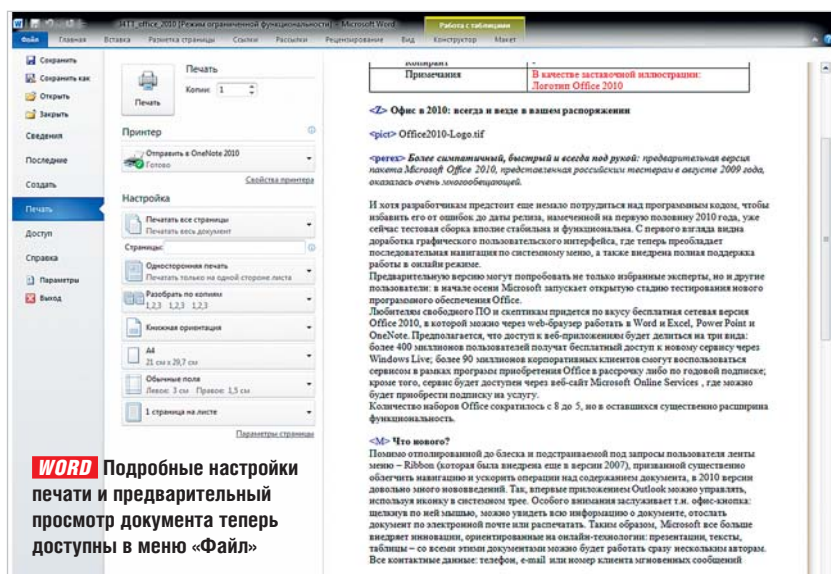 J4TT_office_2010 [Режим ограниченной функциональности] - Microsoft Word
Работа с таблицами
Файл Главная Вставка Разметка страницы Ссылки Рассылки Рецензирование Вид Конструктор Макет
Сохранить
Сохранить как
Открыть
Закрыть
Сведения
Последние
Создать
Печать
Доступ
Справка
Параметры
Выход
Печать
Копии: 1
Печать
Принтер
Отправить в OneNote 2010
Готово
Свойства принтера
Настройка
Печатать все страницы
Печатать весь документ
Страницы:
Односторонняя печать
Печатать только на одной стороне листа
Разобрать по копиям
1,2,3 1,2,3 1,2,3
Книжная ориентация
A4
21 см x 29,7 см
Обычные поля
Левое: 3 см Правое: 1,5 см
1 страница на листе
Параметры страницы
WORD Подробные настройки
печати и предварительный
просмотр документа теперь
доступны в меню «Файл»
Копирайт -
Примечания В качестве заставочной иллюстрации:
Логотип Office 2010
<Z> Офис в 2010: всегда и везде в вашем распоряжении
<pict> Office2010-Logo.tif
<perex> Более симпатичный, быстрый и всегда под рукой: предварительная версия
пакета Microsoft Office 2010, представленная российским тестерам в августе 2009 года,
оказалась очень многообещающей.
И хотя разработчикам предстоит еще немало потрудиться над программным кодом, чтобы
избавить его от ошибок до даты релиза, намеченной на первую половину 2010 года, уже
сейчас тестовая сборка вполне стабильна и функциональна. С первого взгляда видна
доработка графического пользовательского интерфейса, где теперь преобладает
последовательная навигация по системному меню, а также внедрена полная поддержка
работы в онлайн режиме.
Предварительную версию могут попробовать не только избранные эксперты, но и другие
пользователи: в начале осени Microsoft запускает открытую стадию тестирования нового
программного обеспечения Office.
Любителям свободного ПО и скептикам придется по вкусу бесплатная сетевая версия
Office 2010, в которой можно через web-браузер работать в Word и Excel, Power Point и
OneNote. Предполагается, что доступ к веб-приложениям будет делиться на три вида:
более 400 миллионов пользователей получат бесплатный доступ к новому сервису через
Windows Live; более 90 миллионов корпоративных клиентов смогут воспользоваться
сервисом в рамках программ приобретения Office в рассрочку либо по годовой подписке;
кроме того, сервис будет доступен через веб-сайт Microsoft Online Services , где можно
будет приобрести подписку на услугу.
Количество наборов Office сократилось с 8 до 5, но в оставшихся существенно расширена
функциональность.
<M> Что нового?
Помимо отполированной до блеска и подстраиваемой под запросы пользователя ленты
меню – Ribbon (которая была внедрена еще в версии 2007), призванной существенно
облегчить навигацию и ускорить операции над содержанием документа, в 2010 версии
довольно много нововведений. Так, впервые приложением Outlook можно управлять,
используя иконку в системном трее. Особого внимания заслуживает т.н. офис-кнопка:
щелкнув по ней мышью, можно увидеть всю информацию о документе, отослать
документ по электронной почте или распечатать. Таким образом, Microsoft все больше
внедряет инновации, ориентированные на онлайн-технологии: презентации, тексты,
таблицы – со всеми этими документами можно будет работать сразу нескольким авторам.
Все контактные данные: телефон, e-mail или номер клиента мгновенных сообщений